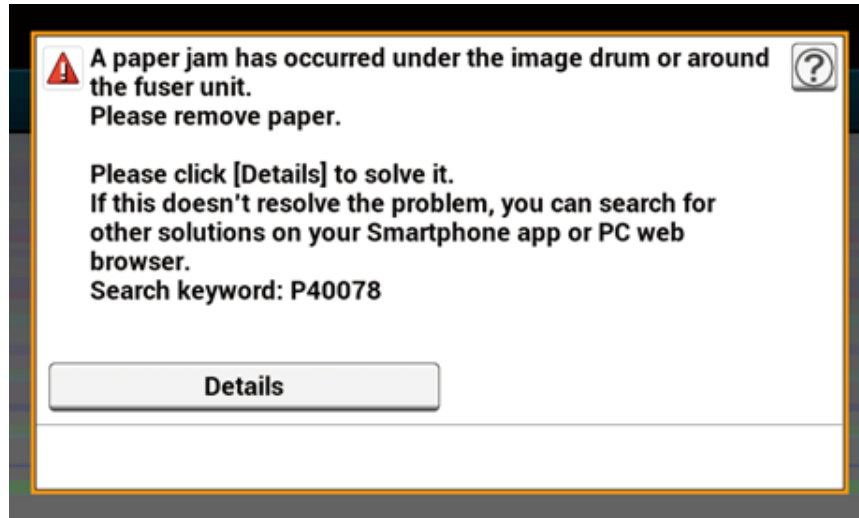 A paper jam has occurred under the image drum or around
the fuser unit.
Please remove paper.
Please click [Details] to solve it.
If this doesn't resolve the problem, you can search for
other solutions on your Smartphone app or PC web
browser.
Search keyword: P40078
Details